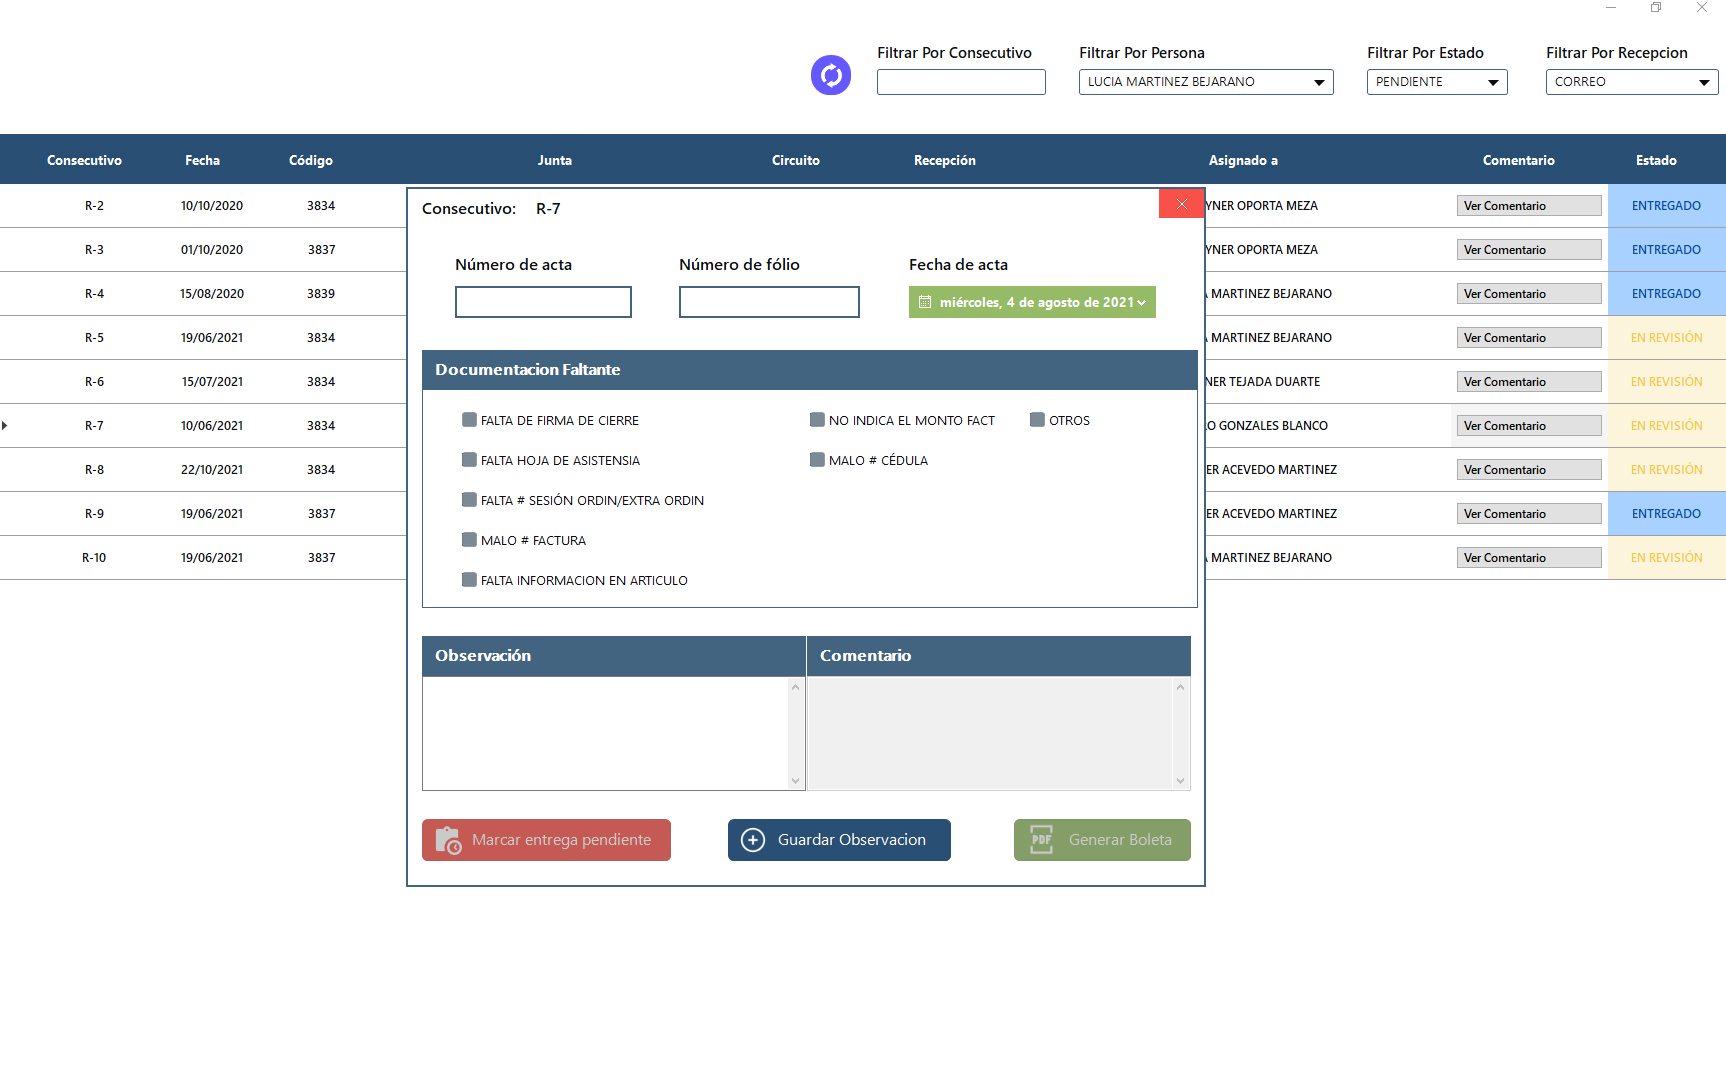 Filtrar Por Consecutivo Filtrar Por Persona Filtrar Por Estado Filtrar Por Recepcion
LUCIA MARTINEZ BEJARANO PENDIENTE CORREO
Consecutivo Fecha Código Junta Circuito Recepción Asignado a Comentario Estado
R-2 10/10/2020 3834 YNER OPORTA MEZA Ver Comentario ENTREGADO
R-3 01/10/2020 3837 YNER OPORTA MEZA Ver Comentario ENTREGADO
R-4 15/08/2020 3839 MARTINEZ BEJARANO Ver Comentario ENTREGADO
R-5 19/06/2021 3834 MARTINEZ BEJARANO Ver Comentario EN REVISIÓN
R-6 15/07/2021 3834 NER TEJADA DUARTE Ver Comentario EN REVISIÓN
R-7 10/06/2021 3834 O GONZALES BLANCO Ver Comentario EN REVISIÓN
R-8 22/10/2021 3834 ER ACEVEDO MARTINEZ Ver Comentario EN REVISIÓN
R-9 19/06/2021 3837 ER ACEVEDO MARTINEZ Ver Comentario ENTREGADO
R-10 19/06/2021 3837 MARTINEZ BEJARANO Ver Comentario EN REVISIÓN
Consecutivo: R-7
Número de acta Número de fólio Fecha de acta
miércoles, 4 de agosto de 2021
Documentacion Faltante
FALTA DE FIRMA DE CIERRE NO INDICA EL MONTO FACT OTROS
FALTA HOJA DE ASISTENSIA MALO # CÉDULA
FALTA # SESIÓN ORDIN/EXTRA ORDIN
MALO # FACTURA
FALTA INFORMACION EN ARTICULO
Observación Comentario
Marcar entrega pendiente Guardar Observacion PDF Generar Boleta